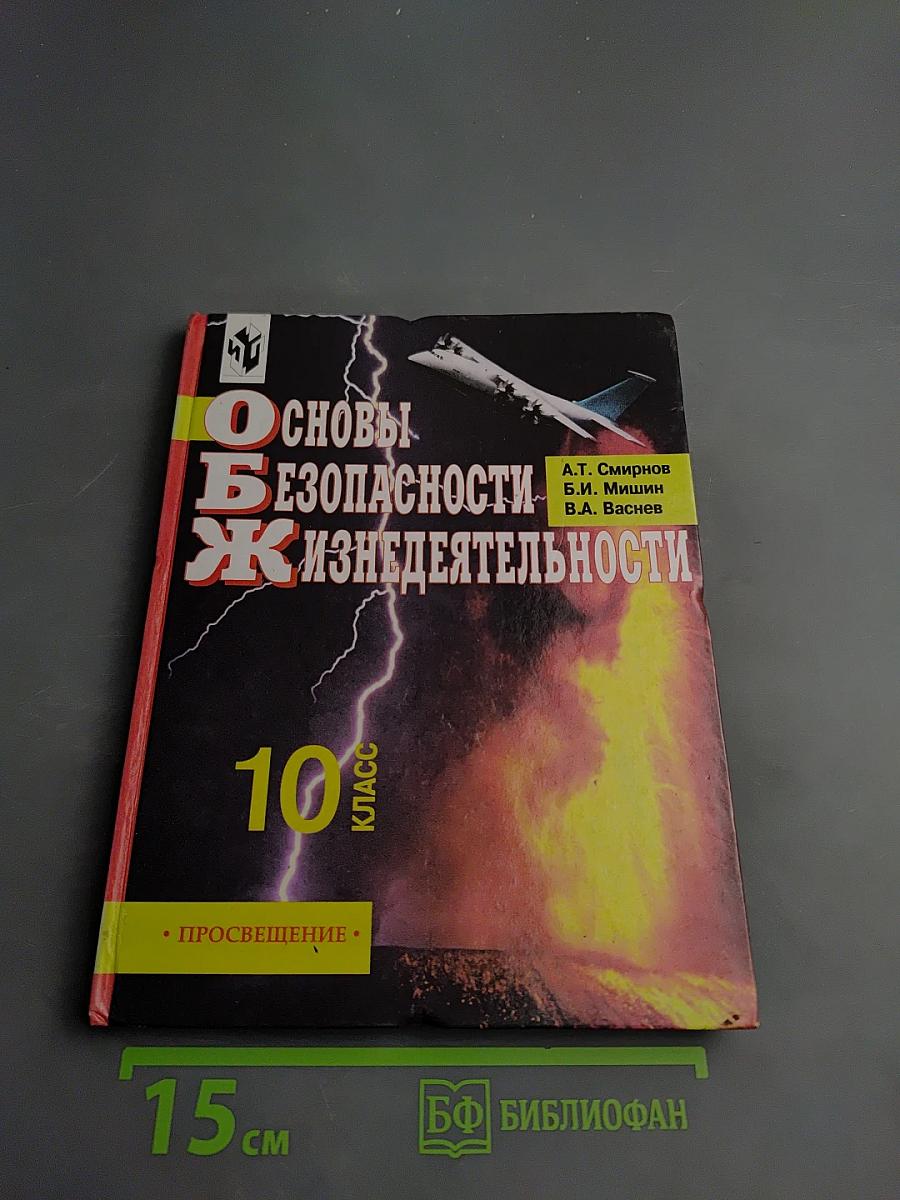 Основы
Безопасности
Жизнедеятельности
А.Т. Смирнов
Б.И. Мишин
В.А. Васнев
10
КЛАСС
• ПРОСВЕЩЕНИЕ •
15 см
БФ БИБЛИОФАН